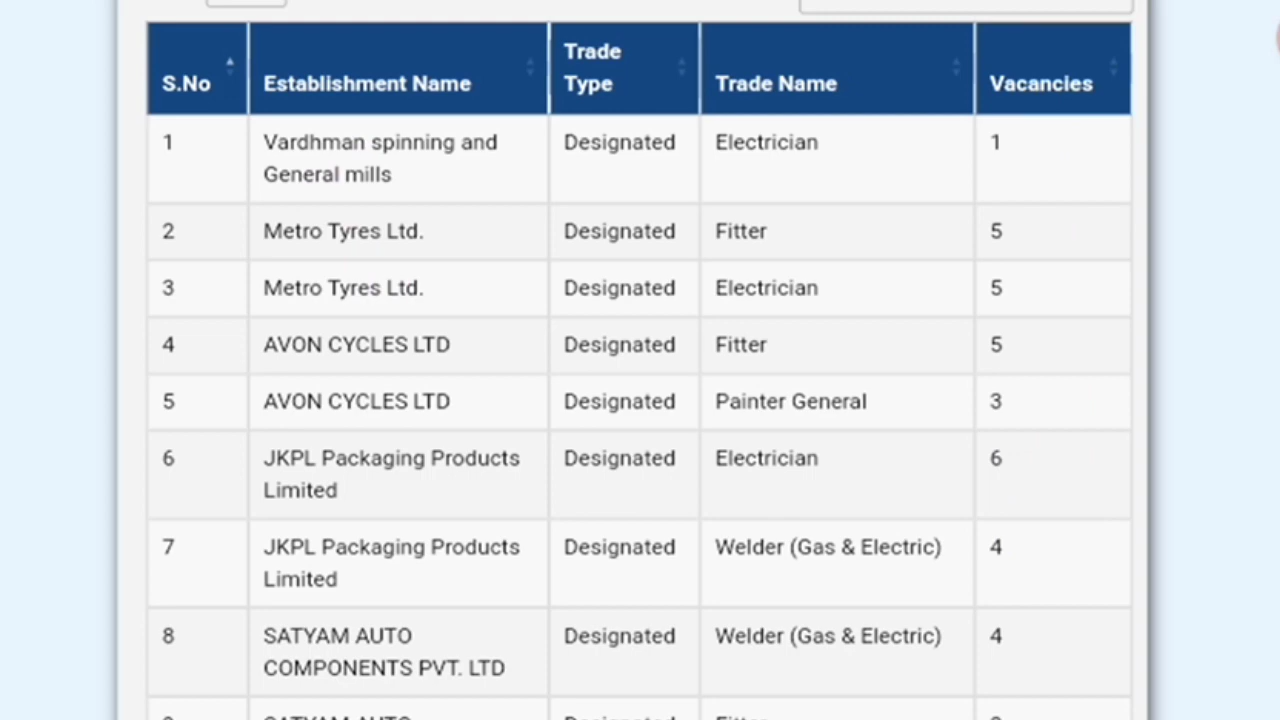 S.No Establishment Name Trade Type Trade Name Vacancies
1 Vardhman spinning and General mills Designated Electrician 1
2 Metro Tyres Ltd. Designated Fitter 5
3 Metro Tyres Ltd. Designated Electrician 5
4 AVON CYCLES LTD Designated Fitter 5
5 AVON CYCLES LTD Designated Painter General 3
6 JKPL Packaging Products Limited Designated Electrician 6
7 JKPL Packaging Products Limited Designated Welder (Gas & Electric) 4
8 SATYAM AUTO COMPONENTS PVT. LTD Designated Welder (Gas & Electric) 4